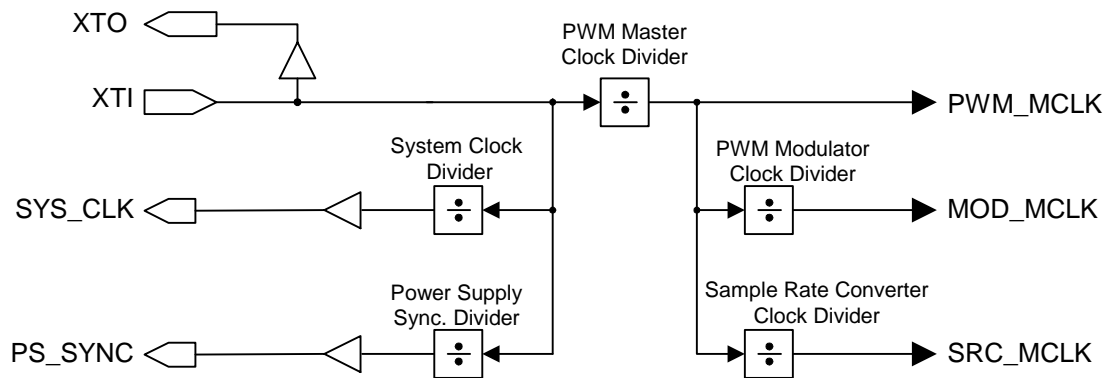 XTO
PWM Master
Clock Divider
XTI
PWM_MCLK
System Clock
Divider
PWM Modulator
Clock Divider
SYS_CLK
MOD_MCLK
Power Supply
Sync. Divider
Sample Rate Converter
Clock Divider
PS_SYNC
SRC_MCLK